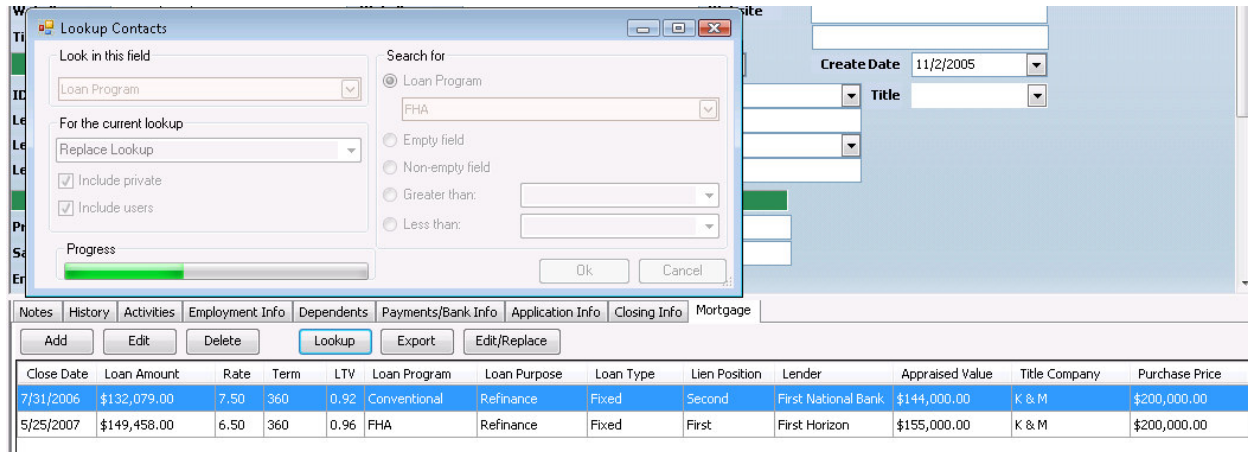 Lookup Contacts
Look in this field
Loan Program
For the current lookup
Replace Lookup
Include private
Include users
Progress
Search for
Loan Program
FHA
Empty field
Non-empty field
Greater than:
Less than:
Ok Cancel
Create Date 11/2/2005
Title
Notes History Activities Employment Info Dependents Payments/Bank Info Application Info Closing Info Mortgage
Add Edit Delete Lookup Export Edit/Replace
Close Date Loan Amount Rate Term LTV Loan Program Loan Purpose Loan Type Lien Position Lender Appraised Value Title Company Purchase Price
7/31/2006 $132,079.00 7.50 360 0.92 Conventional Refinance Fixed Second First National Bank $144,000.00 K & M $200,000.00
5/25/2007 $149,458.00 6.50 360 0.96 FHA Refinance Fixed First First Horizon $155,000.00 K & M $200,000.00